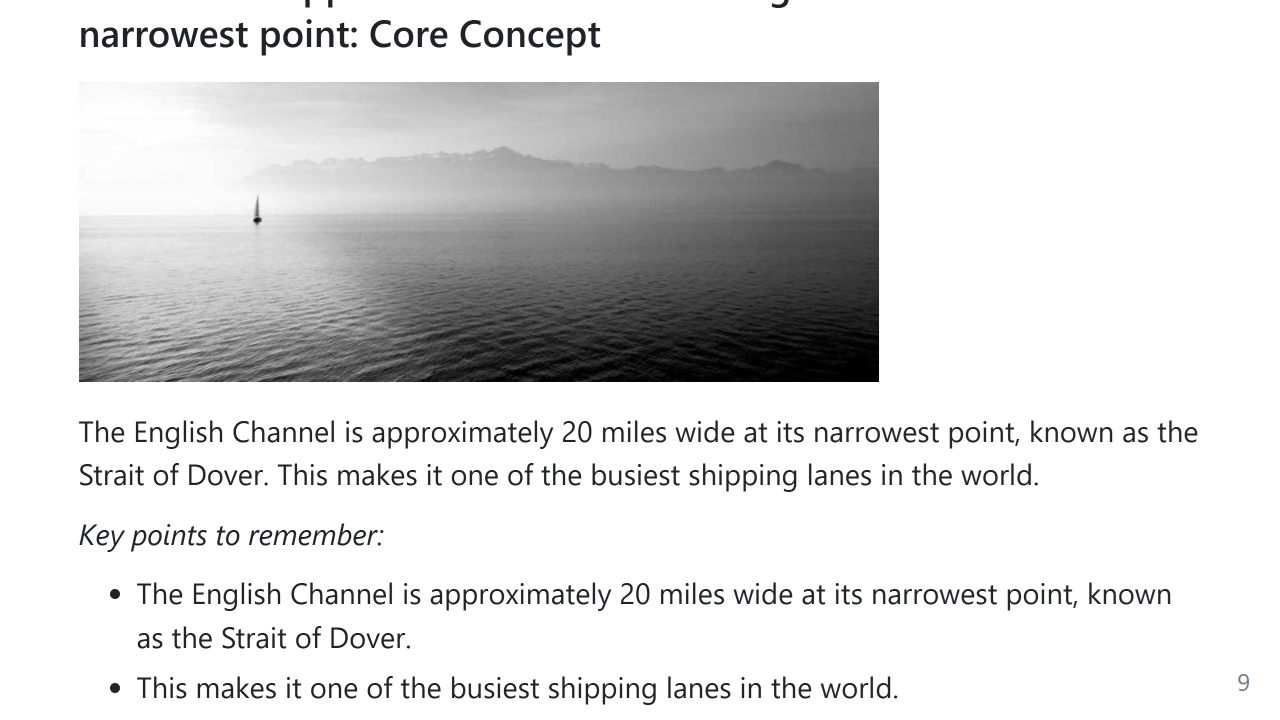 narrowest point: Core Concept
The English Channel is approximately 20 miles wide at its narrowest point, known as the
Strait of Dover. This makes it one of the busiest shipping lanes in the world.
Key points to remember:
• The English Channel is approximately 20 miles wide at its narrowest point, known
as the Strait of Dover.
• This makes it one of the busiest shipping lanes in the world.
9